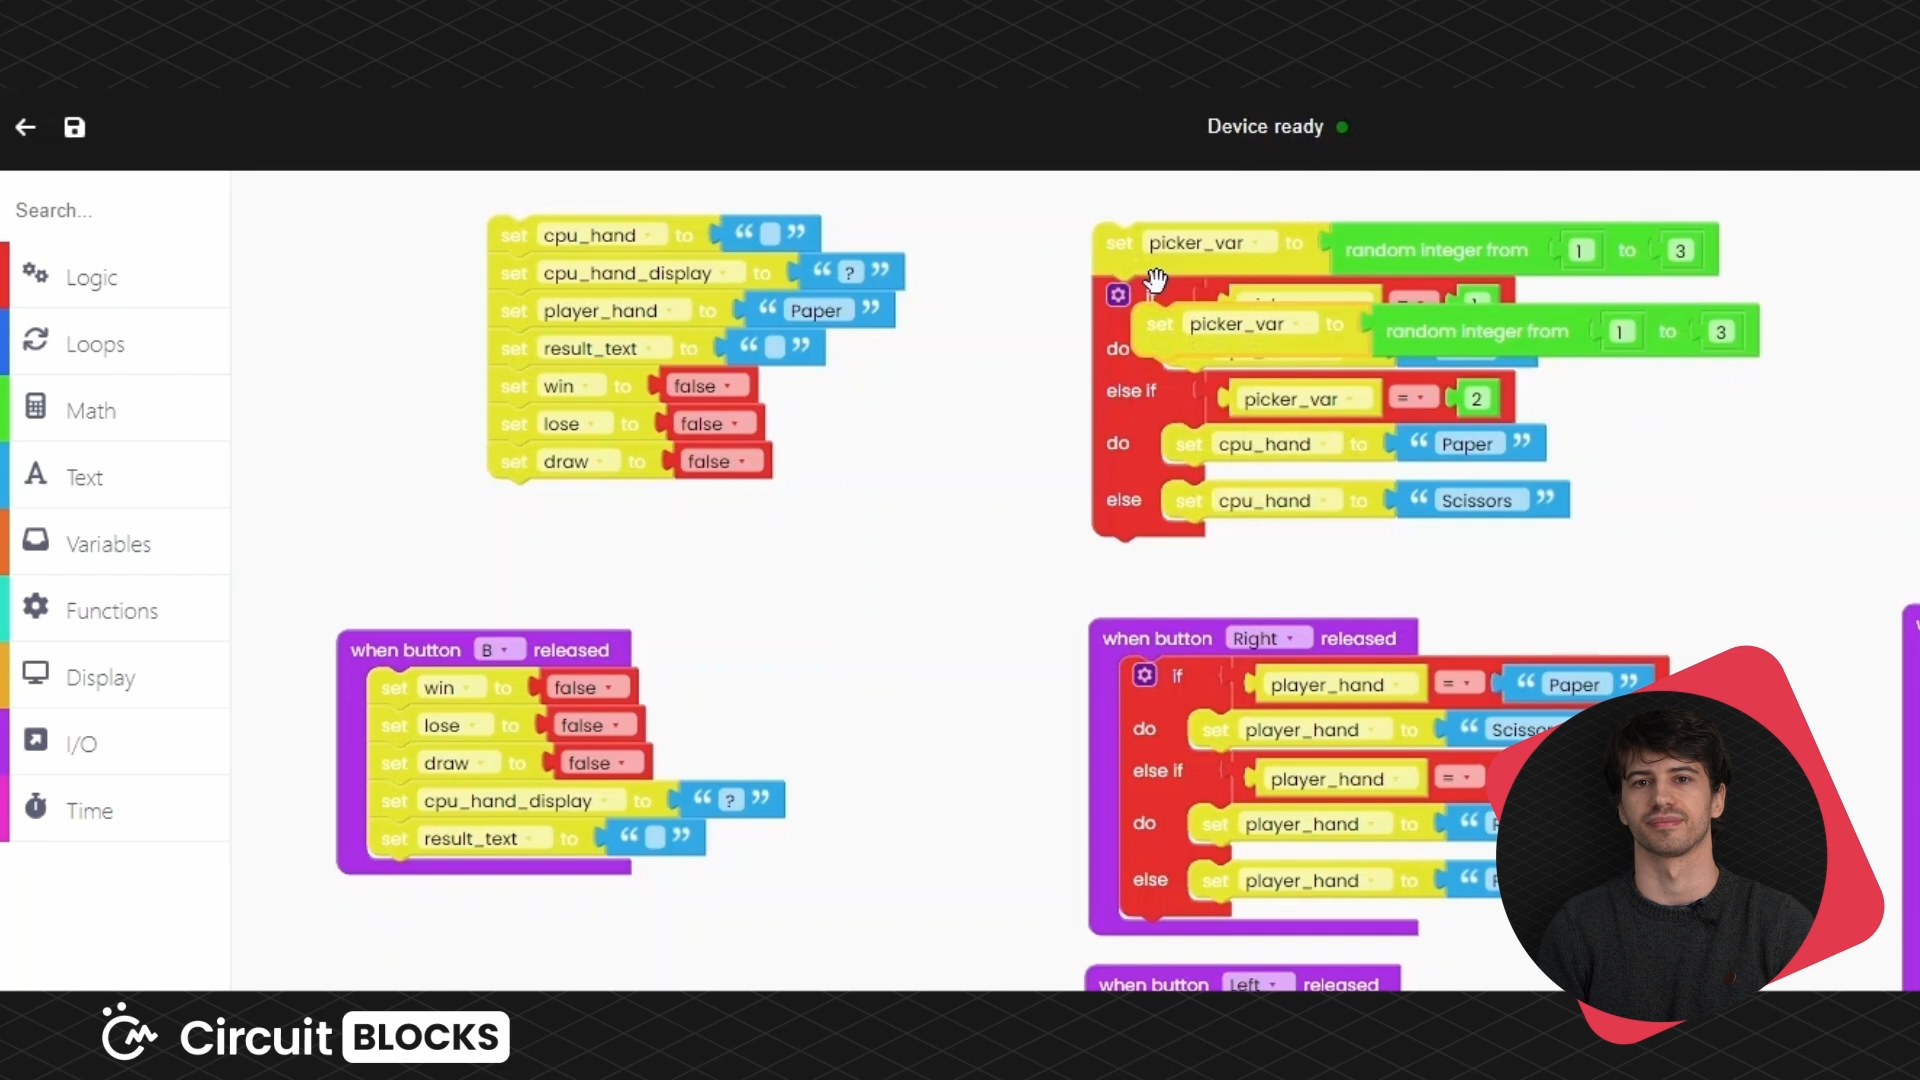 Device ready
Search...
Logic
Loops
Math
Text
Variables
Functions
Display
I/O
Time
set cpu_hand to “ ”
set cpu_hand_display to “ ? ”
set player_hand to “ Paper ”
set result_text to “ ”
set win to false
set lose to false
set draw to false
when button B released
set win to false
set lose to false
set draw to false
set cpu_hand_display to “ ? ”
set result_text to “ ”
set picker_var to random integer from 1 to 3
set picker_var to random integer from 1 to 3
do
else if picker_var = 2
do set cpu_hand to “ Paper ”
else set cpu_hand to “ Scissors ”
when button Right released
if player_hand = “ Paper ”
do set player_hand to “
else if player_hand =
do set player_hand to “
else set player_hand to “
when button Left released
Circuit BLOCKS